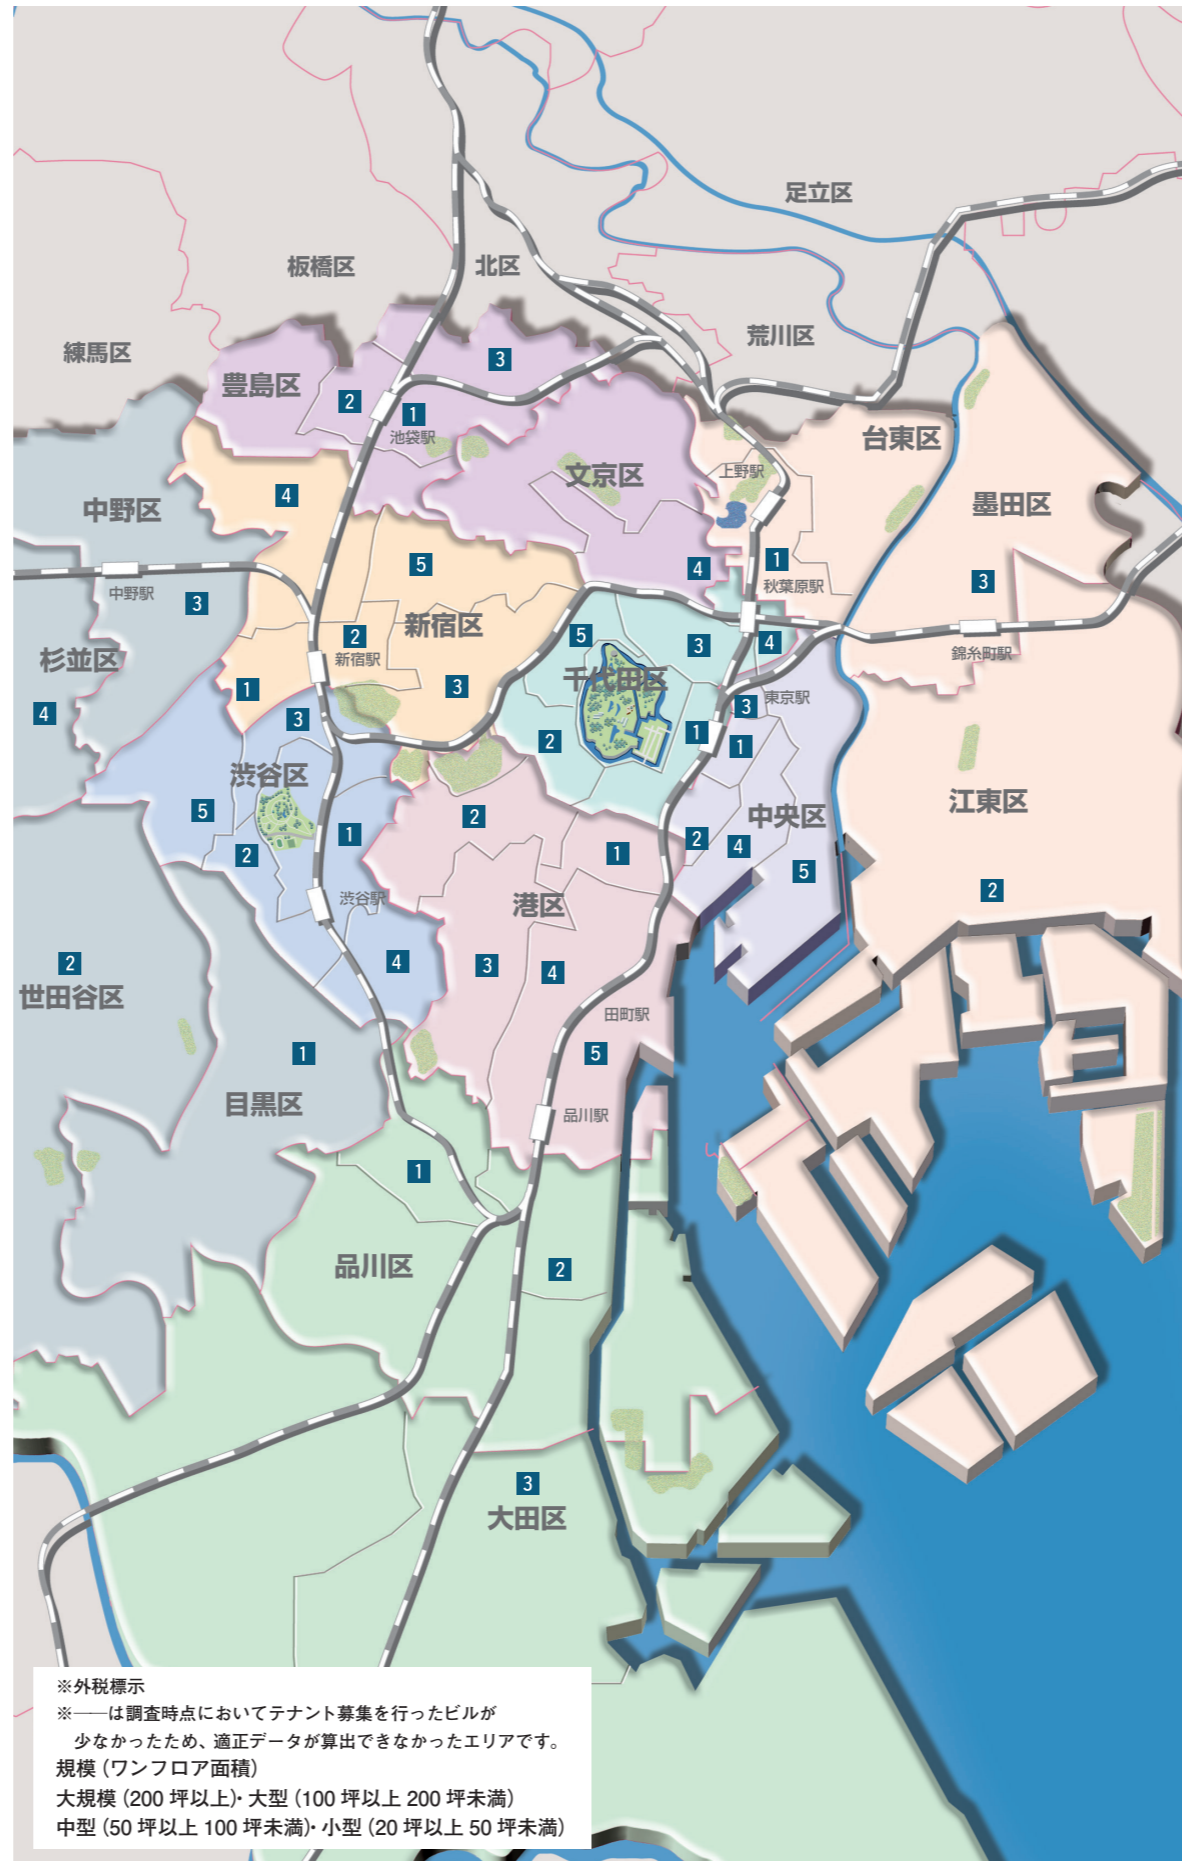 足立区
板橋区
北区
荒川区
練馬区
3
豊島区
2
1
池袋駅
台東区
上野駅
文京区
4
中野区
墨田区
5
4
1
秋葉原駅
3
中野駅
3
新宿区
2
新宿駅
5
3
4
錦糸町駅
杉並区
千代田区
1
3
東京駅
3
4
3
2
1
1
渋谷区
5
2
1
2
中央区
江東区
2
1
2
4
5
2
渋谷駅
港区
2
世田谷区
4
3
4
田町駅
1
5
目黒区
品川駅
1
品川区
2
3
大田区
※外税標示
※──は調査時点においてテナント募集を行ったビルが
少なかったため、適正データが算出できなかったエリアです。
規模 (ワンフロア面積)
大規模 (200 坪以上)・大型 (100 坪以上 200 坪未満)
中型 (50 坪以上 100 坪未満)・小型 (20 坪以上 50 坪未満)